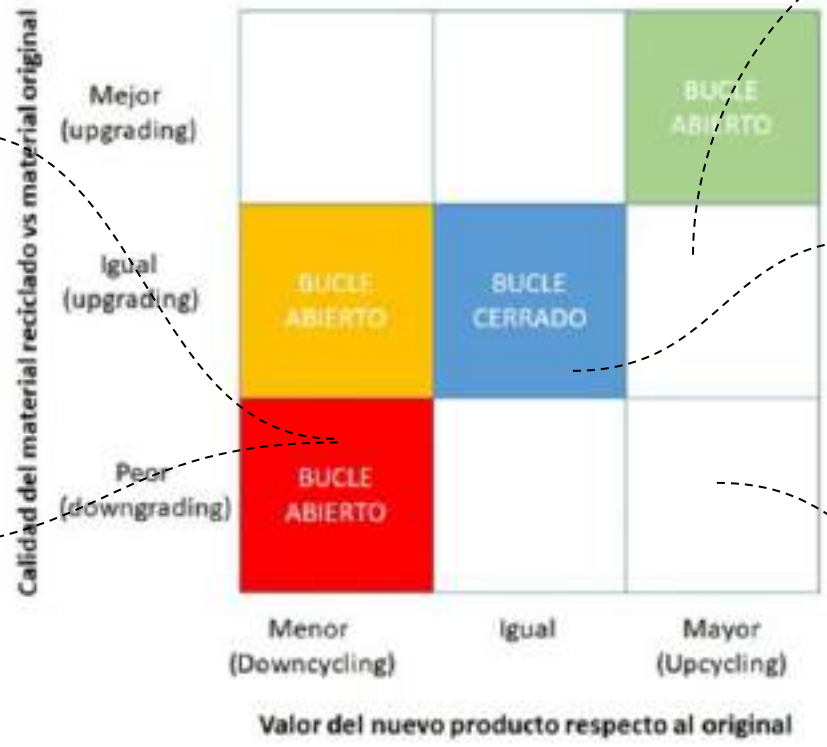 Calidad del material reciclado vs material original
Mejor
(upgrading)
BUCLE
ABIERTO
Igual
(upgrading)
BUCLE
ABIERTO
BUCLE
CERRADO
Peor
(downgrading)
BUCLE
ABIERTO
Menor
(Downcycling)
Igual
Mayor
(Upcycling)
Valor del nuevo producto respecto al original